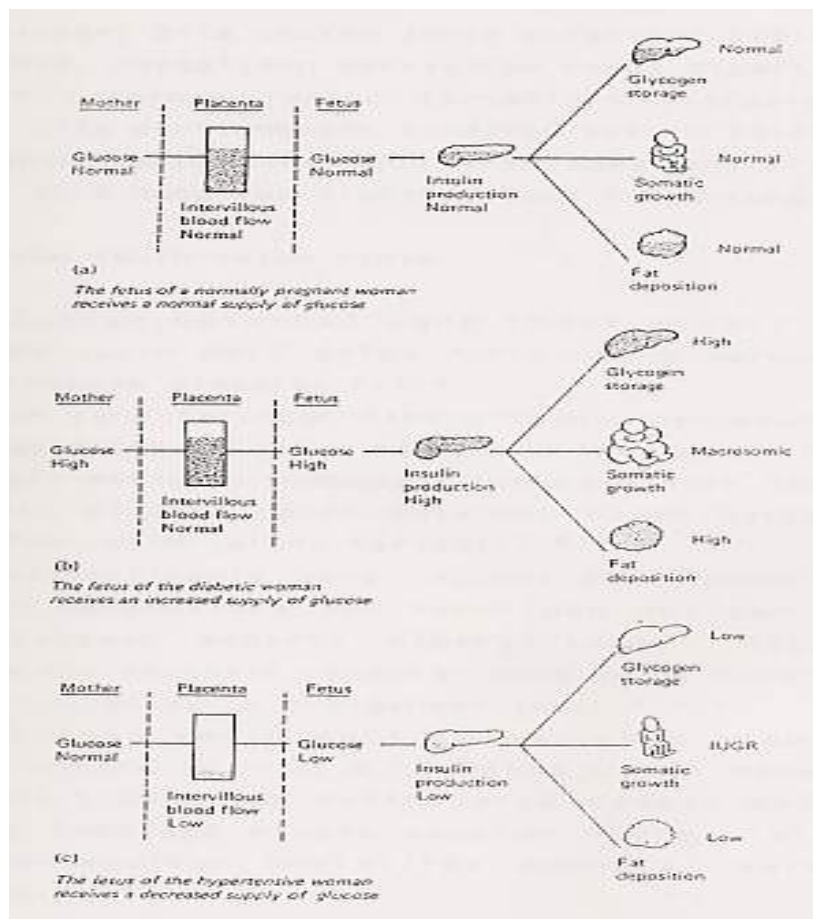 Mother Placenta Fetus
Glucose
Normal
Intervillous
blood flow
Normal
Glucose
Normal
Insulin
production
Normal
Normal
Glycogen
storage
Normal
Somatic
growth
Normal
Fat
deposition
(a)
The fetus of a normally pregnant woman
receives a normal supply of glucose
Mother Placenta Fetus
Glucose
High
Intervillous
blood flow
Normal
Glucose
High
Insulin
production
High
High
Glycogen
storage
Macrosomic
Somatic
growth
High
Fat
deposition
(b)
The fetus of the diabetic woman
receives an increased supply of glucose
Mother Placenta Fetus
Glucose
Normal
Intervillous
blood flow
Low
Glucose
Low
Insulin
production
Low
Low
Glycogen
storage
IUGR
Somatic
growth
Low
Fat
deposition
(c)
The fetus of the hypertensive woman
receives a decreased supply of glucose